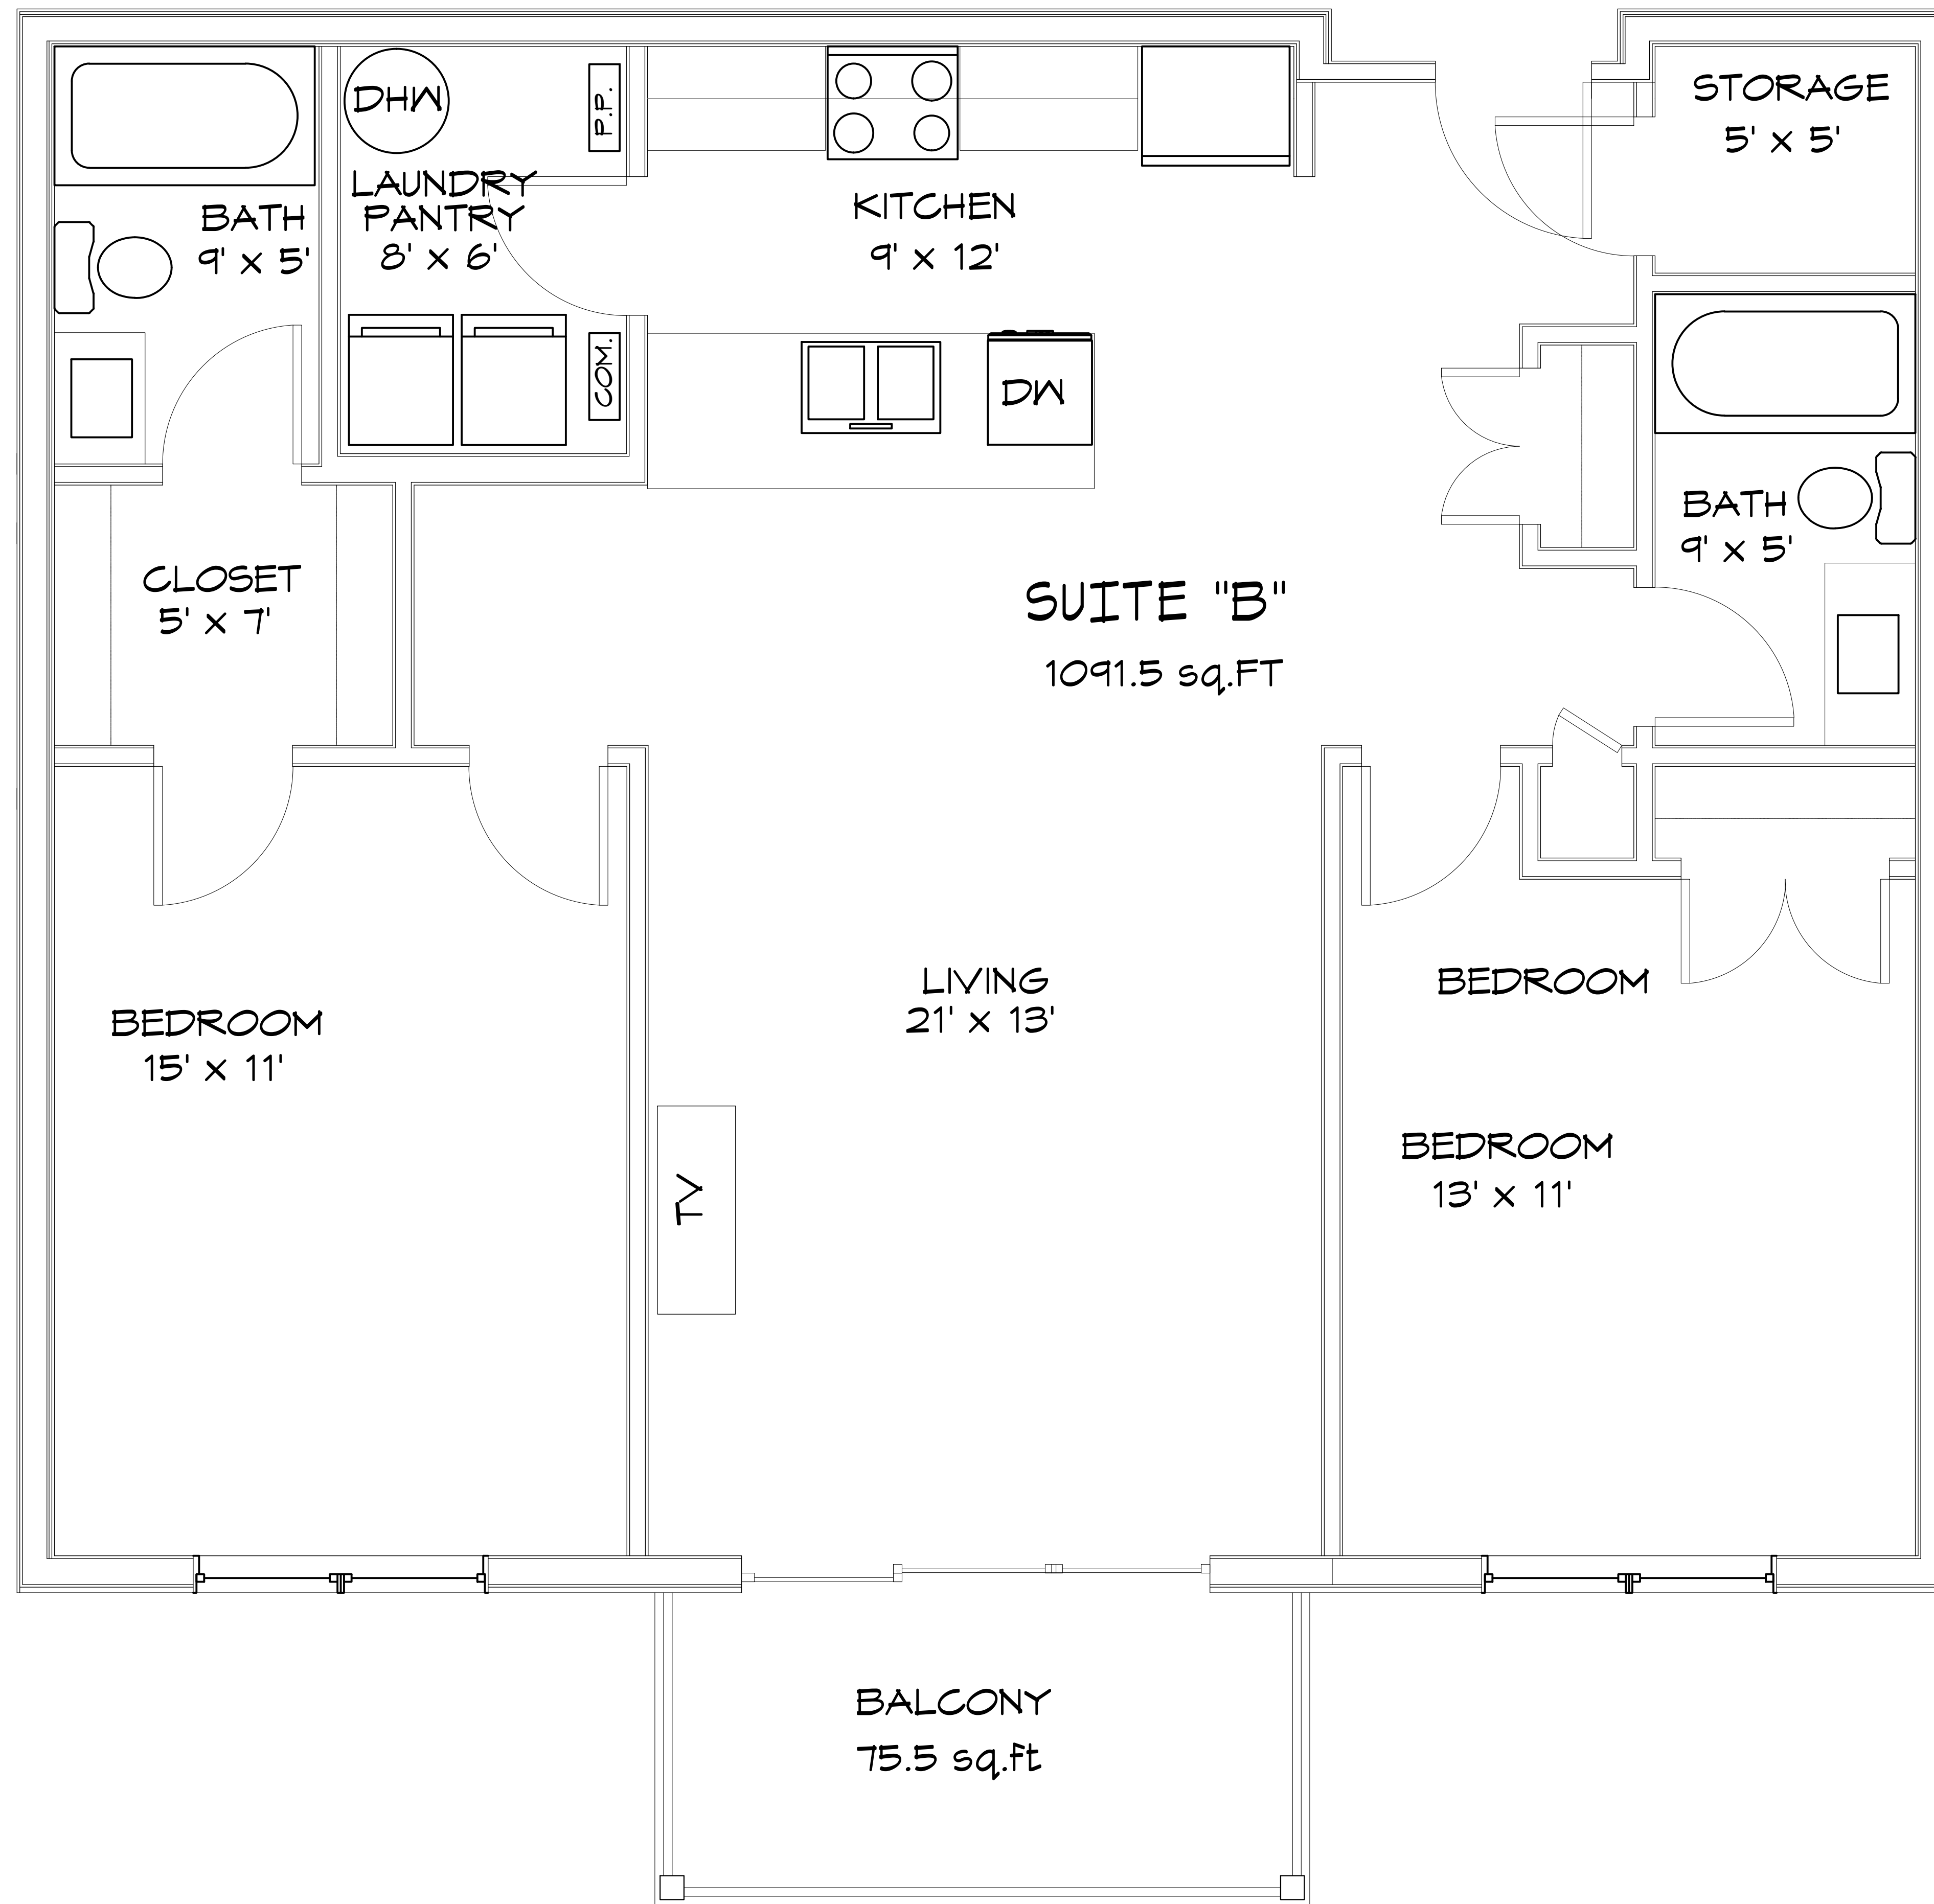 DHW
P.P.
STORAGE
5' x 5'
LAUNDRY
PANTRY
8' x 6'
BATH
9' x 5'
KITCHEN
9' x 12'
COM.
DW
BATH
9' x 5'
CLOSET
5' x 7'
SUITE "B"
1091.5 sq.FT
LIVING
21' x 13'
BEDROOM
BEDROOM
15' x 11'
BEDROOM
13' x 11'
TV
BALCONY
75.5 sq.ft